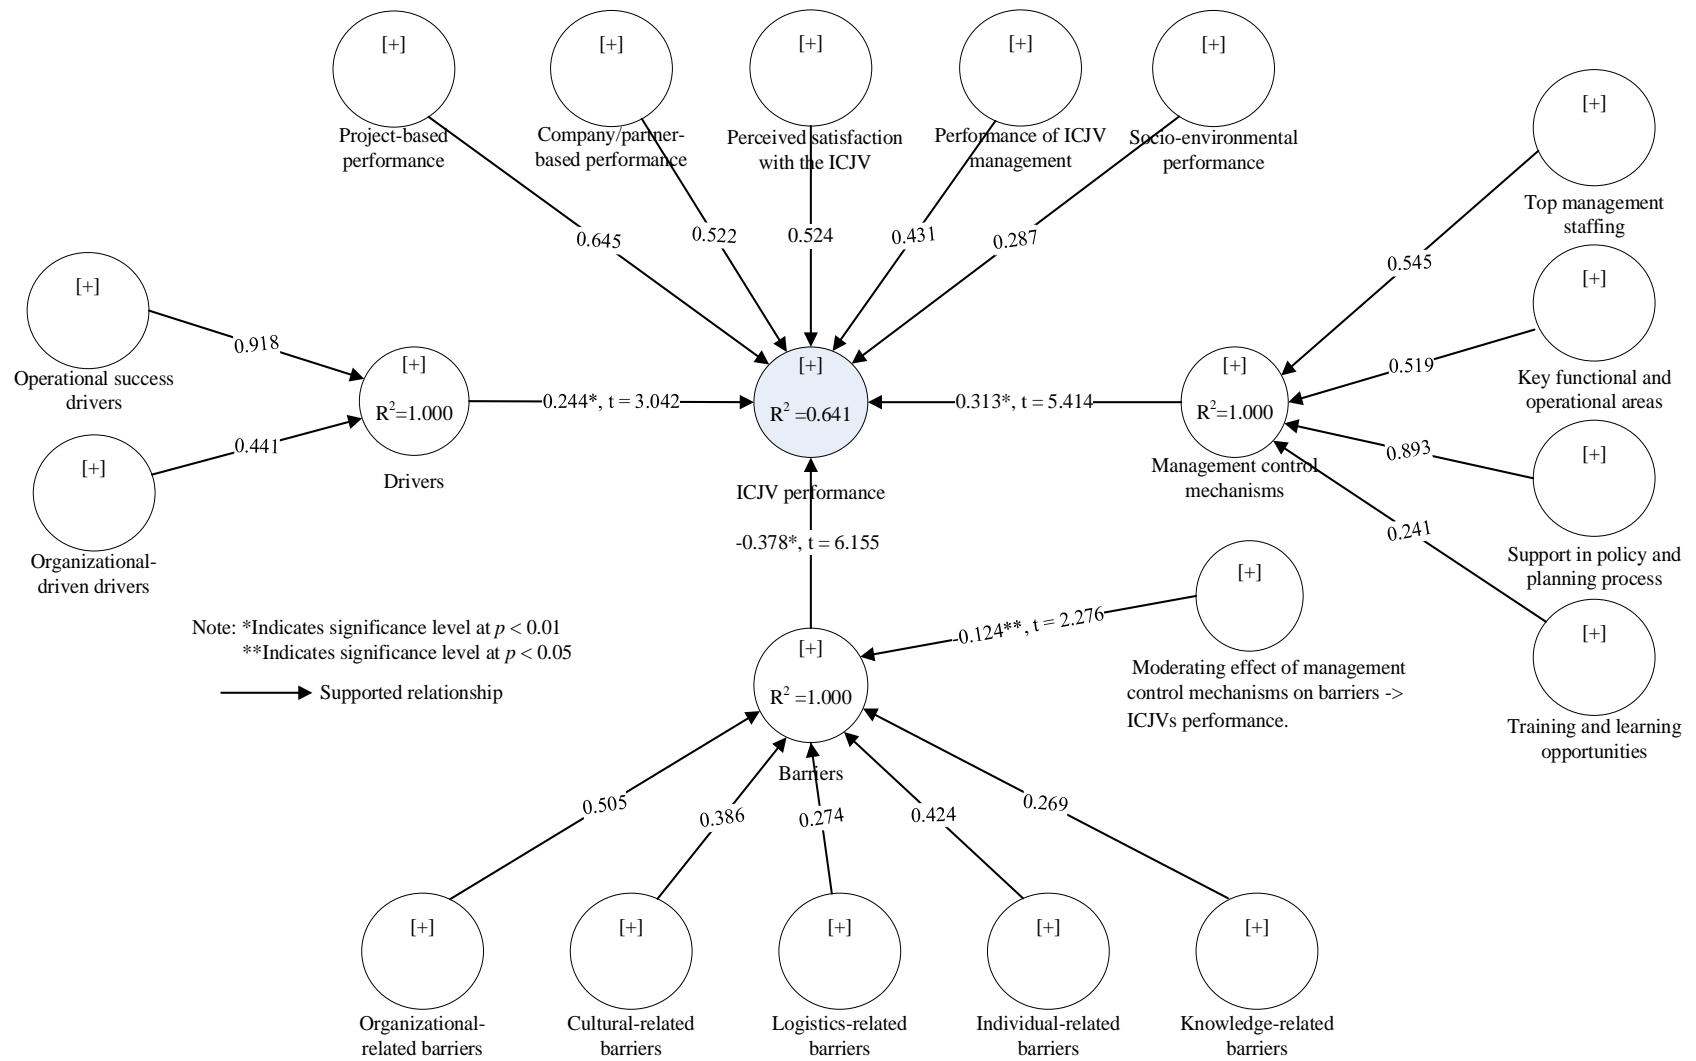 [+]
[+]
[+]
[+]
[+]
Project-based
performance
Company/partner-
based performance
Perceived satisfaction
with the ICJV
Performance of ICJV
management
Socio-environmental
performance
[+]
Top management
staffing
0.645
0.522
0.524
0.431
0.287
0.545
[+]
Operational success
drivers
0.918
[+]
Organizational-
driven drivers
0.441
[+]
R²=1.000
Drivers
0.244*, t = 3.042
[+]
R² =0.641
ICJV performance
0.313*, t = 5.414
[+]
R²=1.000
Management control
mechanisms
[+]
Key functional and
operational areas
0.519
[+]
Support in policy and
planning process
0.893
[+]
Training and learning
opportunities
0.241
-0.378*, t = 6.155
[+]
Moderating effect of management
control mechanisms on barriers ->
ICJVs performance.
-0.124**, t = 2.276
Note: *Indicates significance level at p < 0.01
**Indicates significance level at p < 0.05
Supported relationship
[+]
R² =1.000
Barriers
0.505
0.386
0.274
0.424
0.269
[+]
[+]
[+]
[+]
[+]
Organizational-
related barriers
Cultural-related
barriers
Logistics-related
barriers
Individual-related
barriers
Knowledge-related
barriers